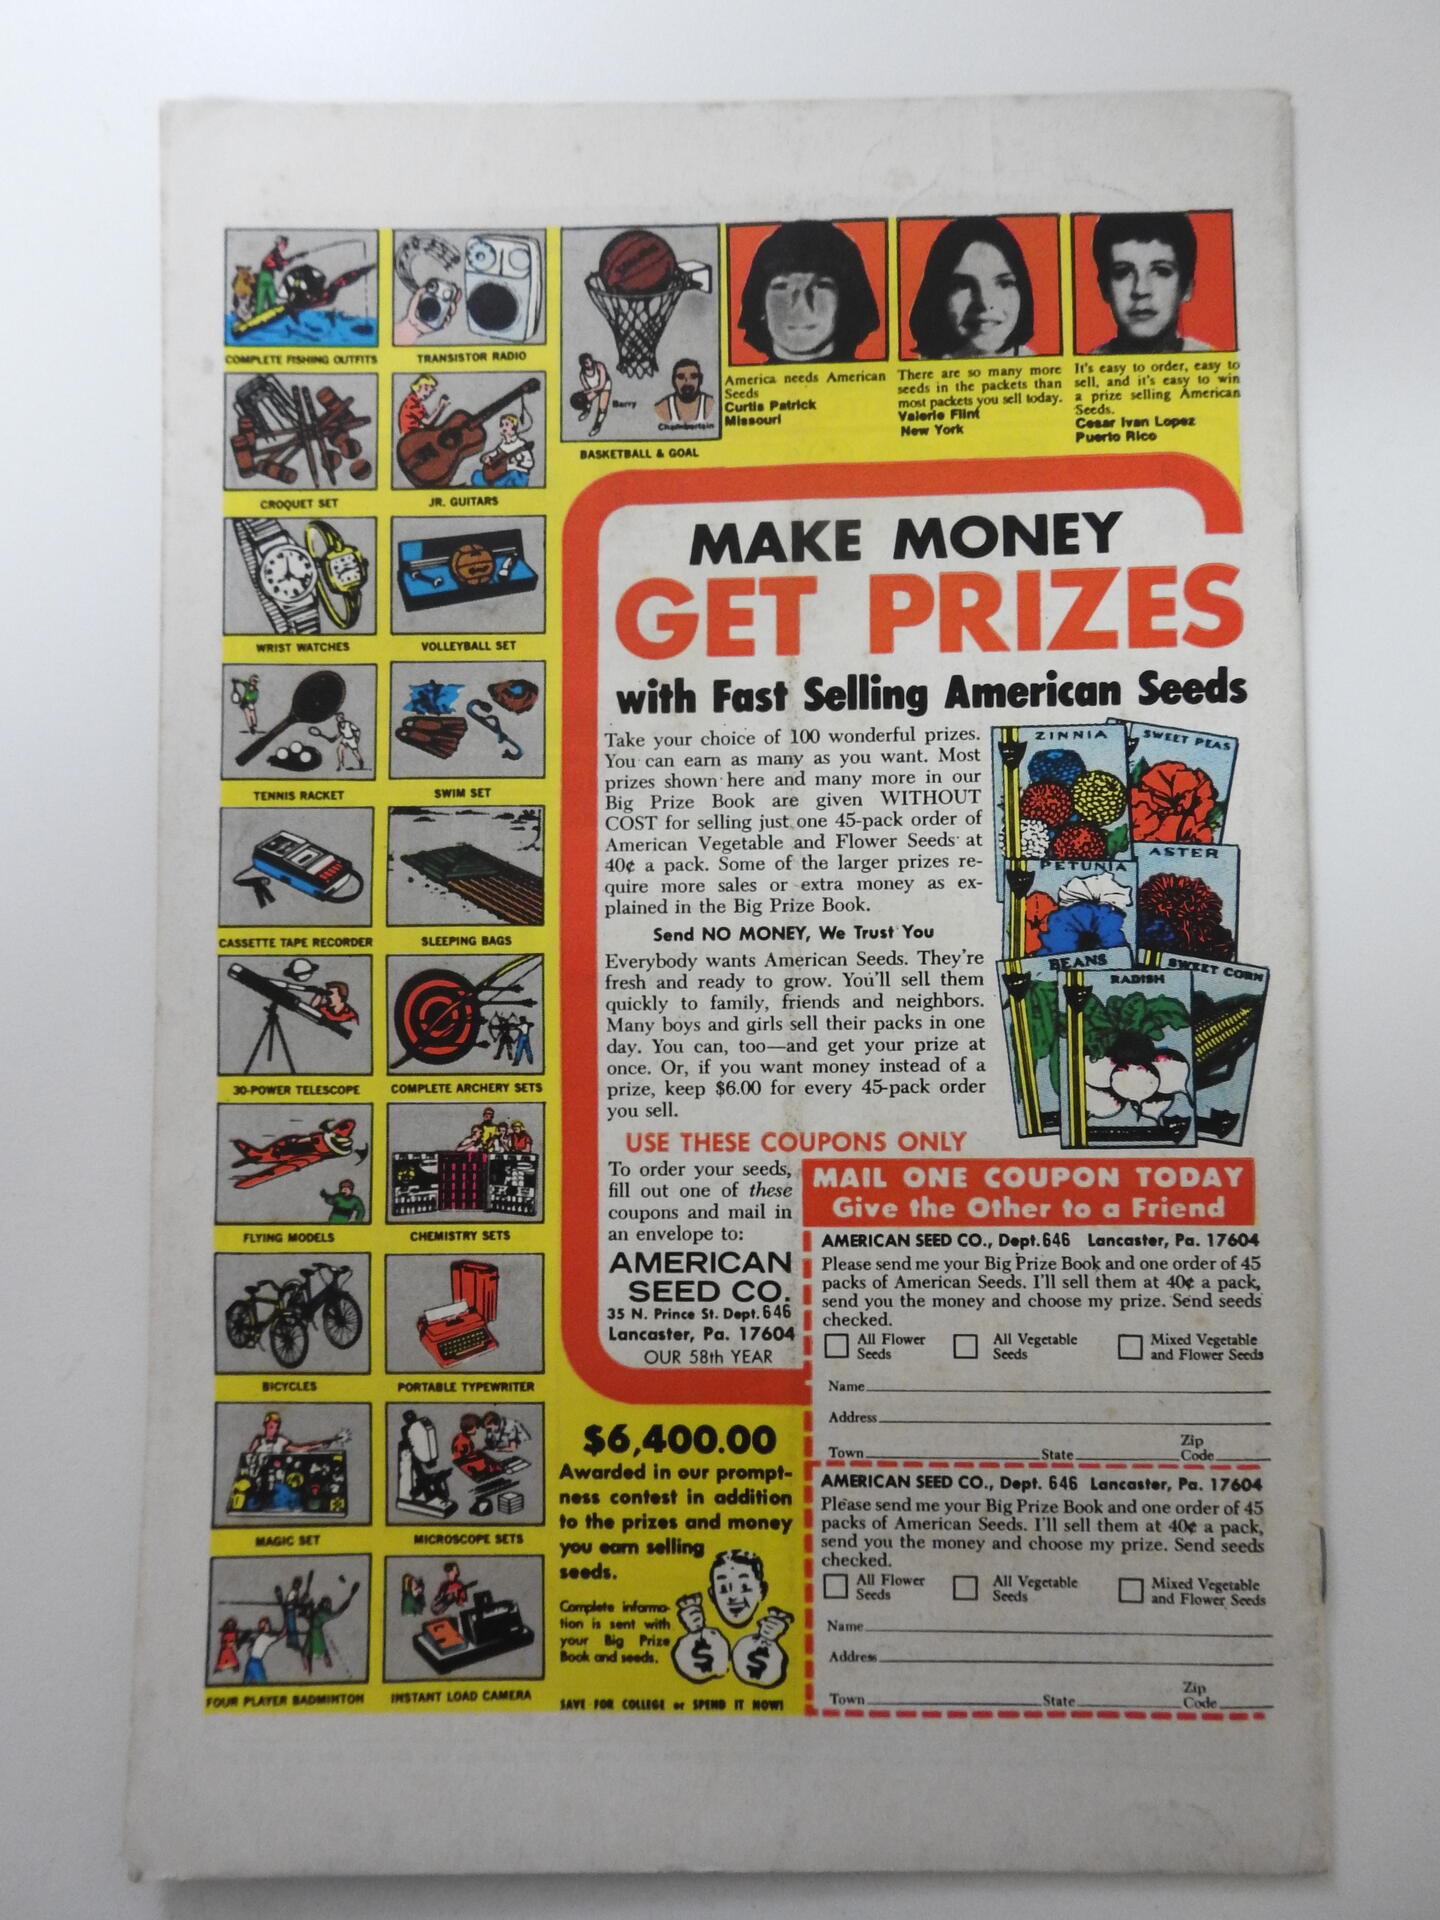 COMPLETE FISHING OUTFITS
TRANSISTOR RADIO
CROQUET SET
JR. GUITARS
WRIST WATCHES
VOLLEYBALL SET
TENNIS RACKET
SWIM SET
CASSETTE TAPE RECORDER
SLEEPING BAGS
30-POWER TELESCOPE
COMPLETE ARCHERY SETS
FLYING MODELS
CHEMISTRY SETS
BICYCLES
PORTABLE TYPEWRITER
MAGIC SET
MICROSCOPE SETS
FOUR PLAYER BADMINTON
INSTANT LOAD CAMERA
Barry
Chamberlain
BASKETBALL & GOAL
America needs American
Seeds
Curtis Patrick
Missouri
There are so many more
seeds in the packets than
most packets you sell today.
Valerie Flint
New York
It's easy to order, easy to
sell, and it's easy to win
a prize selling American
Seeds.
Cesar Ivan Lopez
Puerto Rico
MAKE MONEY
GET PRIZES
with Fast Selling American Seeds
Take your choice of 100 wonderful prizes.
You can earn as many as you want. Most
prizes shown here and many more in our
Big Prize Book are given WITHOUT
COST for selling just one 45-pack order of
American Vegetable and Flower Seeds at
40¢ a pack. Some of the larger prizes re-
quire more sales or extra money as ex-
plained in the Big Prize Book.
Send NO MONEY, We Trust You
Everybody wants American Seeds. They're
fresh and ready to grow. You'll sell them
quickly to family, friends and neighbors.
Many boys and girls sell their packs in one
day. You can, too—and get your prize at
once. Or, if you want money instead of a
prize, keep $6.00 for every 45-pack order
you sell.
ZINNIA
SWEET PEAS
PETUNIA
ASTER
BEANS
RADISH
SWEET CORN
USE THESE COUPONS ONLY
To order your seeds,
fill out one of these
coupons and mail in
an envelope to:
AMERICAN
SEED CO.
35 N. Prince St. Dept. 646
Lancaster, Pa. 17604
OUR 58th YEAR
$6,400.00
Awarded in our prompt-
ness contest in addition
to the prizes and money
you earn selling
seeds.
Complete informa-
tion is sent with
your Big Prize
Book and seeds.
$
$
SAVE FOR COLLEGE or SPEND IT NOW!
MAIL ONE COUPON TODAY
Give the Other to a Friend
AMERICAN SEED CO., Dept. 646 Lancaster, Pa. 17604
Please send me your Big Prize Book and one order of 45
packs of American Seeds. I'll sell them at 40¢ a pack,
send you the money and choose my prize. Send seeds
checked.
All Flower Seeds
All Vegetable Seeds
Mixed Vegetable and Flower Seeds
Name
Address
Town State Zip Code
AMERICAN SEED CO., Dept. 646 Lancaster, Pa. 17604
Please send me your Big Prize Book and one order of 45
packs of American Seeds. I'll sell them at 40¢ a pack,
send you the money and choose my prize. Send seeds
checked.
All Flower Seeds
All Vegetable Seeds
Mixed Vegetable and Flower Seeds
Name
Address
Town State Zip Code